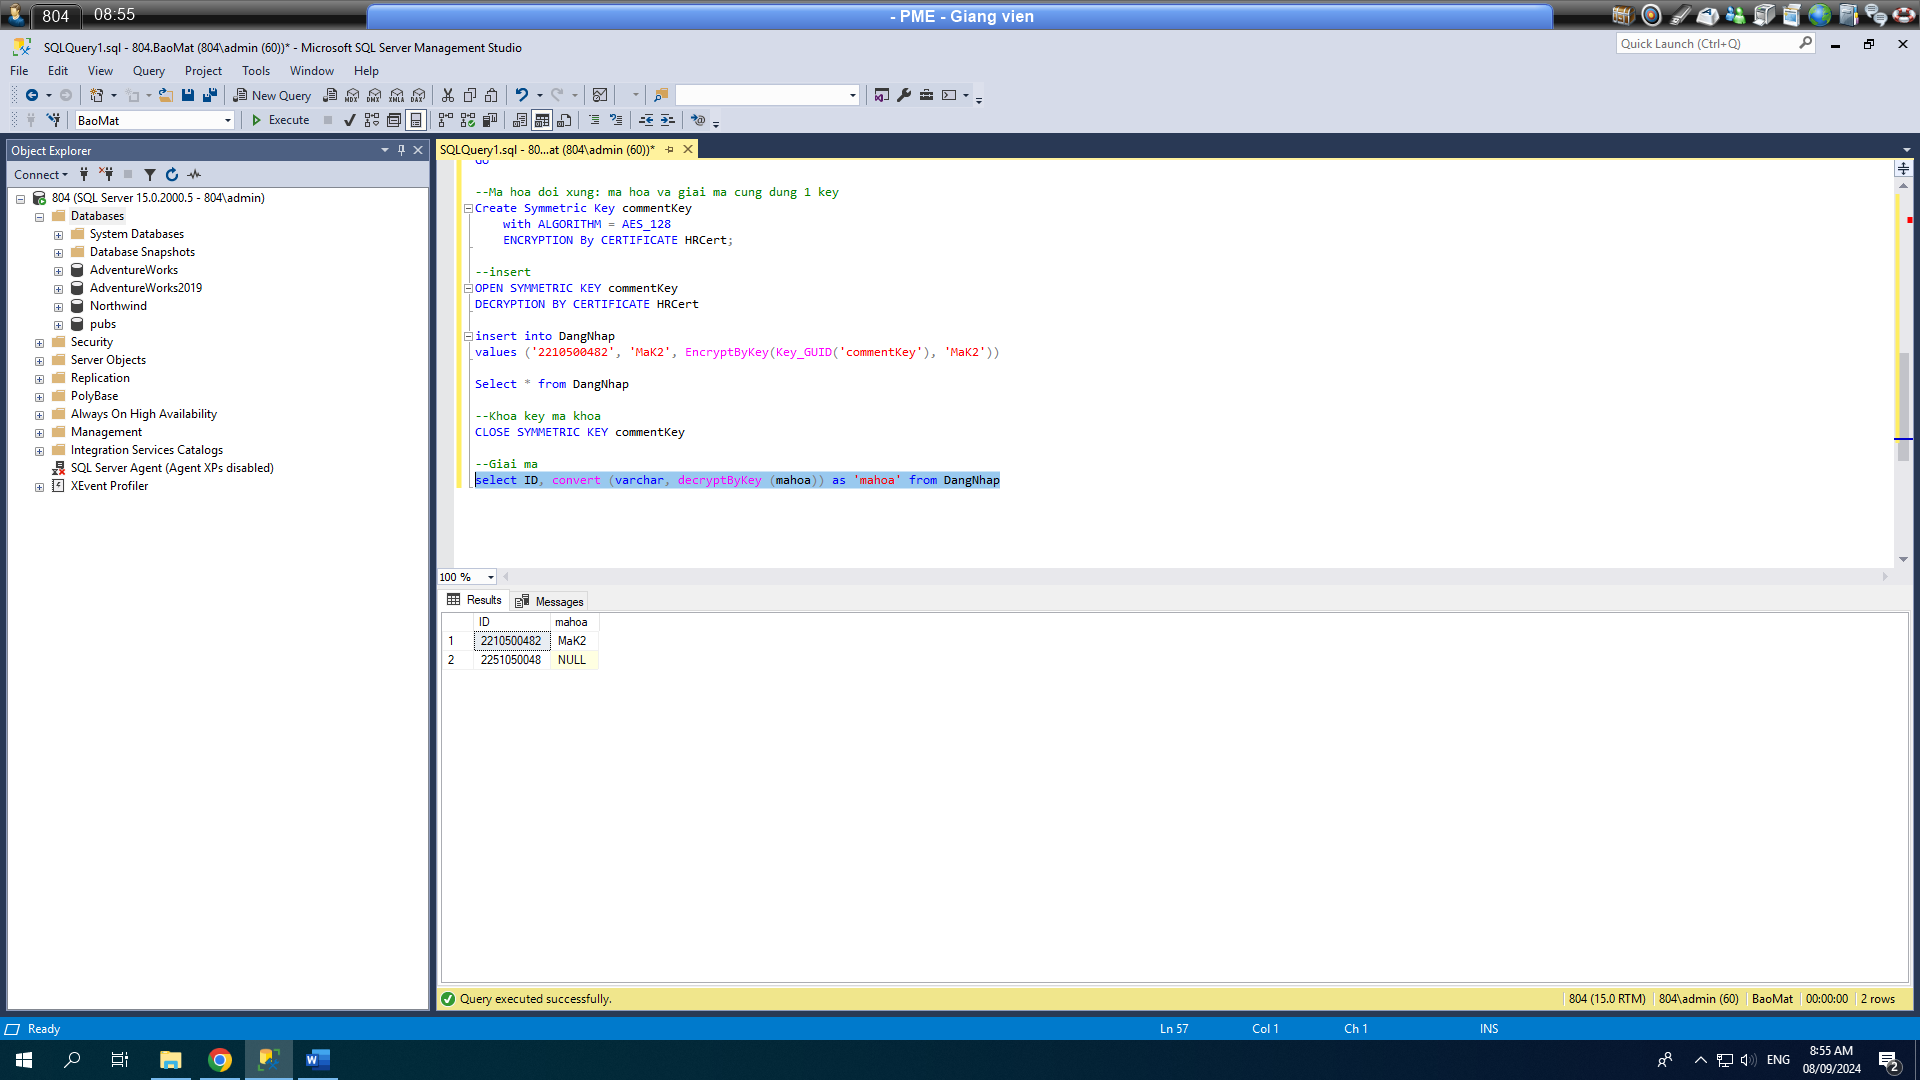 804 08:55 - PME - Giang vien
SQLQuery1.sql - 804.BaoMat (804\admin (60))* - Microsoft SQL Server Management Studio
Quick Launch (Ctrl+Q)
File Edit View Query Project Tools Window Help
New Query MDX DMX XMLA DAX
BaoMat Execute
Object Explorer
Connect
804 (SQL Server 15.0.2000.5 - 804\admin)
Databases
System Databases
Database Snapshots
AdventureWorks
AdventureWorks2019
Northwind
pubs
Security
Server Objects
Replication
PolyBase
Always On High Availability
Management
Integration Services Catalogs
SQL Server Agent (Agent XPs disabled)
XEvent Profiler
SQLQuery1.sql - 80...at (804\admin (60))*
GO
--Ma hoa doi xung: ma hoa va giai ma cung dung 1 key
Create Symmetric Key commentKey
with ALGORITHM = AES_128
ENCRYPTION By CERTIFICATE HRCert;
--insert
OPEN SYMMETRIC KEY commentKey
DECRYPTION BY CERTIFICATE HRCert
insert into DangNhap
values ('2210500482', 'MaK2', EncryptByKey(Key_GUID('commentKey'), 'MaK2'))
Select * from DangNhap
--Khoa key ma khoa
CLOSE SYMMETRIC KEY commentKey
--Giai ma
select ID, convert (varchar, decryptByKey (mahoa)) as 'mahoa' from DangNhap
100 %
Results Messages
ID mahoa
1 2210500482 MaK2
2 2251050048 NULL
Query executed successfully. 804 (15.0 RTM) 804\admin (60) BaoMat 00:00:00 2 rows
Ready Ln 57 Col 1 Ch 1 INS
ENG 8:55 AM
08/09/2024 2